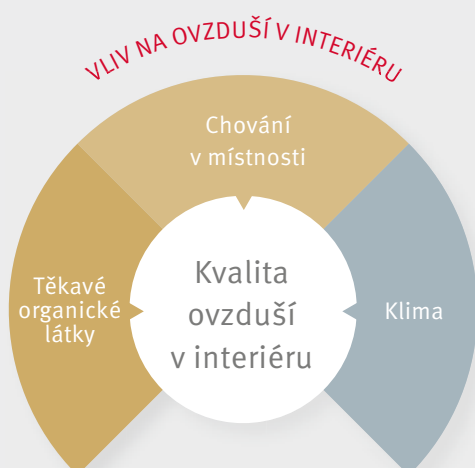 VLIV NA OVZDUŠÍ V INTERIÉRU
Chování
v místnosti
Těkavé
organické
látky
Kvalita
ovzduší
v interiéru
Klima